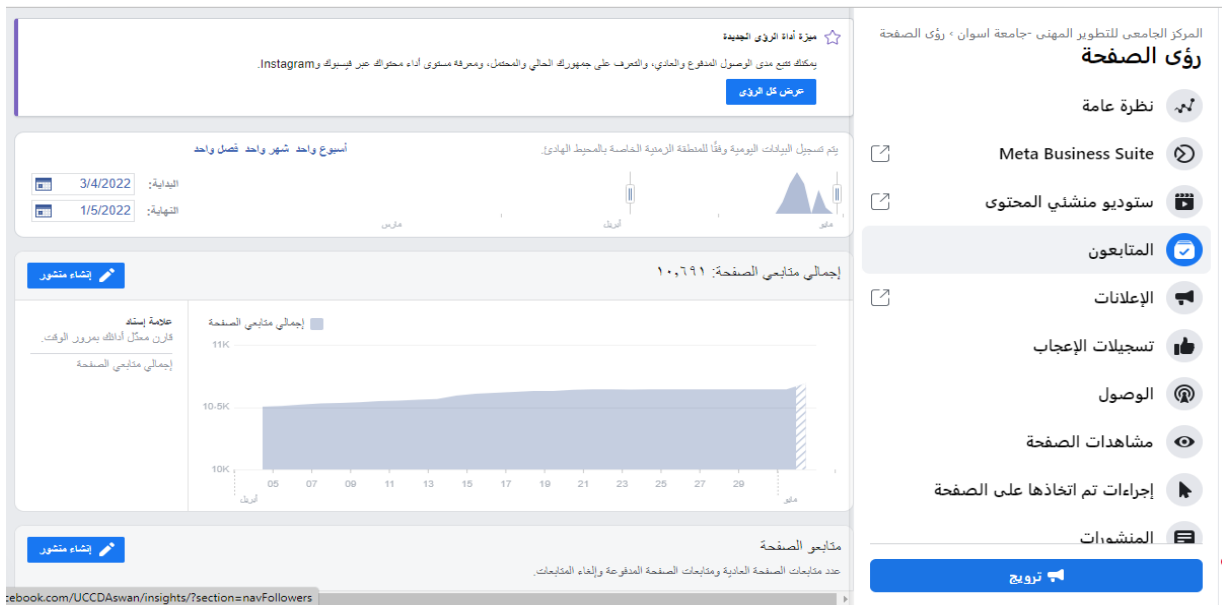 المركز الجامعى للتطوير المهنى -جامعة اسوان › رؤى الصفحة
رؤى الصفحة
نظرة عامة
Meta Business Suite
ستوديو منشئي المحتوى
المتابعون
الإعلانات
تسجيلات الإعجاب
الوصول
مشاهدات الصفحة
إجراءات تم اتخاذها على الصفحة
المنشورات
ترويج
ميزة أداة الرؤى الجديدة
يمكنك تتبع مدى الوصول المدفوع والعادي، والتعرف على جمهورك الحالي والمحتمل، ومعرفة مستوى أداء محتواك عبر فيسبوك وInstagram.
عرض كل الرؤى
يتم تسجيل البيانات اليومية وفقًا للمنطقة الزمنية الخاصة بالمحيط الهادئ.
أسبوع واحد شهر واحد فصل واحد
البداية: 3/4/2022
النهاية: 1/5/2022
مايو
أبريل
مارس
إجمالي متابعي الصفحة: ١٠,٦٩١
إنشاء منشور
إجمالي متابعي الصفحة
علامة إسناد
قارن معدّل أدائك بمرور الوقت.
إجمالي متابعي الصفحة
11K
10-5K
10K
05 07 09 11 13 15 17 19 21 23 25 27 29
أبريل
مايو
متابعو الصفحة
إنشاء منشور
عدد متابعات الصفحة العادية ومتابعات الصفحة المدفوعة وإلغاء المتابعات.
cebook.com/UCCDAswan/insights/?section=navFollowers